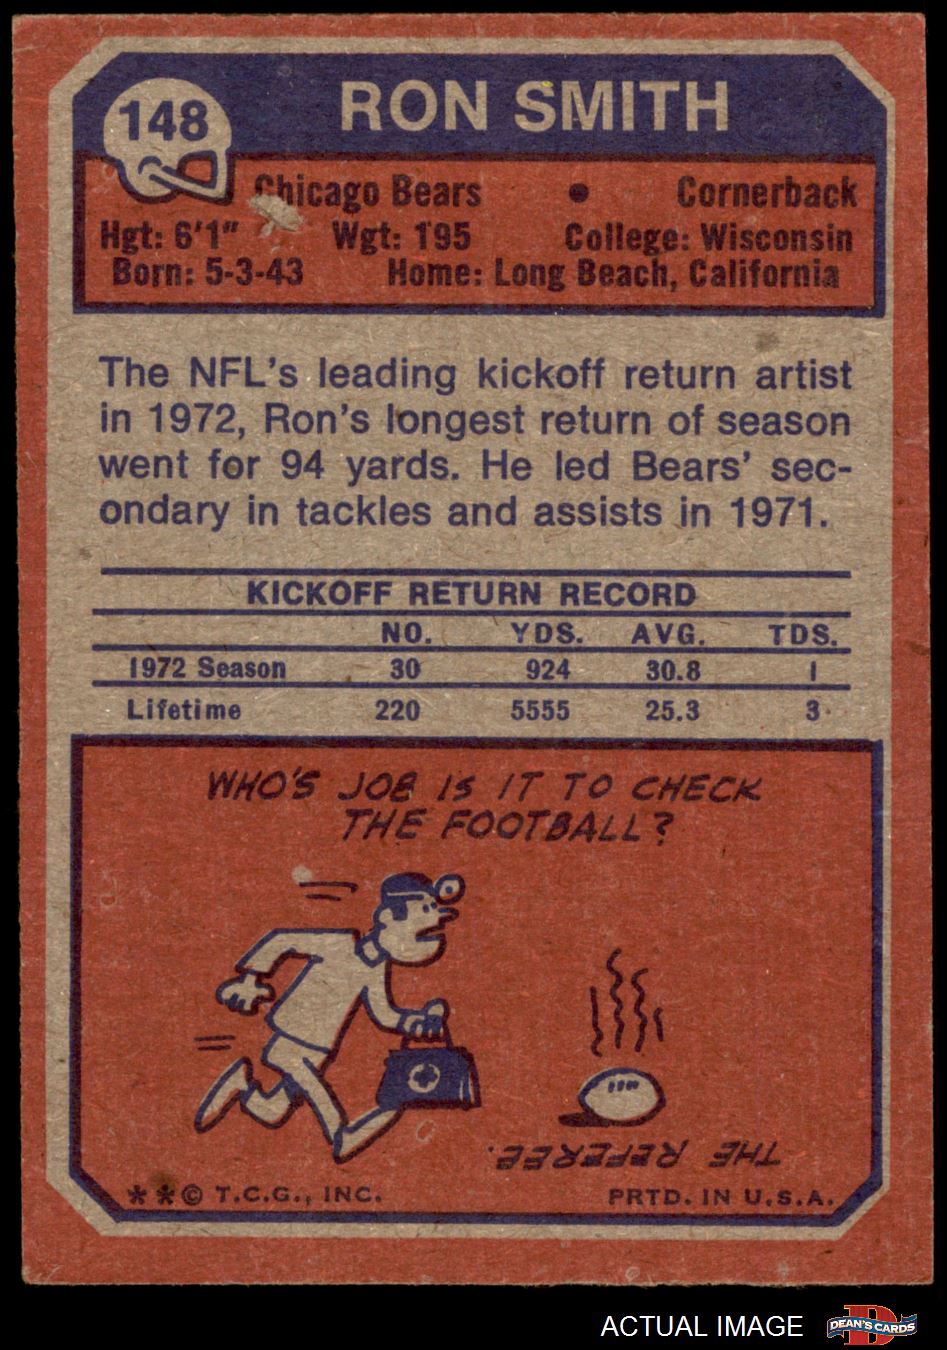 148
RON SMITH
Chicago Bears • Cornerback
Hgt: 6'1" Wgt: 195 College: Wisconsin
Born: 5-3-43 Home: Long Beach, California
The NFL's leading kickoff return artist
in 1972, Ron's longest return of season
went for 94 yards. He led Bears' sec-
ondary in tackles and assists in 1971.
KICKOFF RETURN RECORD
NO. YDS. AVG. TDS.
1972 Season 30 924 30.8 1
Lifetime 220 5555 25.3 3
WHO'S JOB IS IT TO CHECK
THE FOOTBALL?
THE REFEREE.
** © T.C.G., INC. PRTD. IN U.S.A.
ACTUAL IMAGE
DEAN'S CARDS